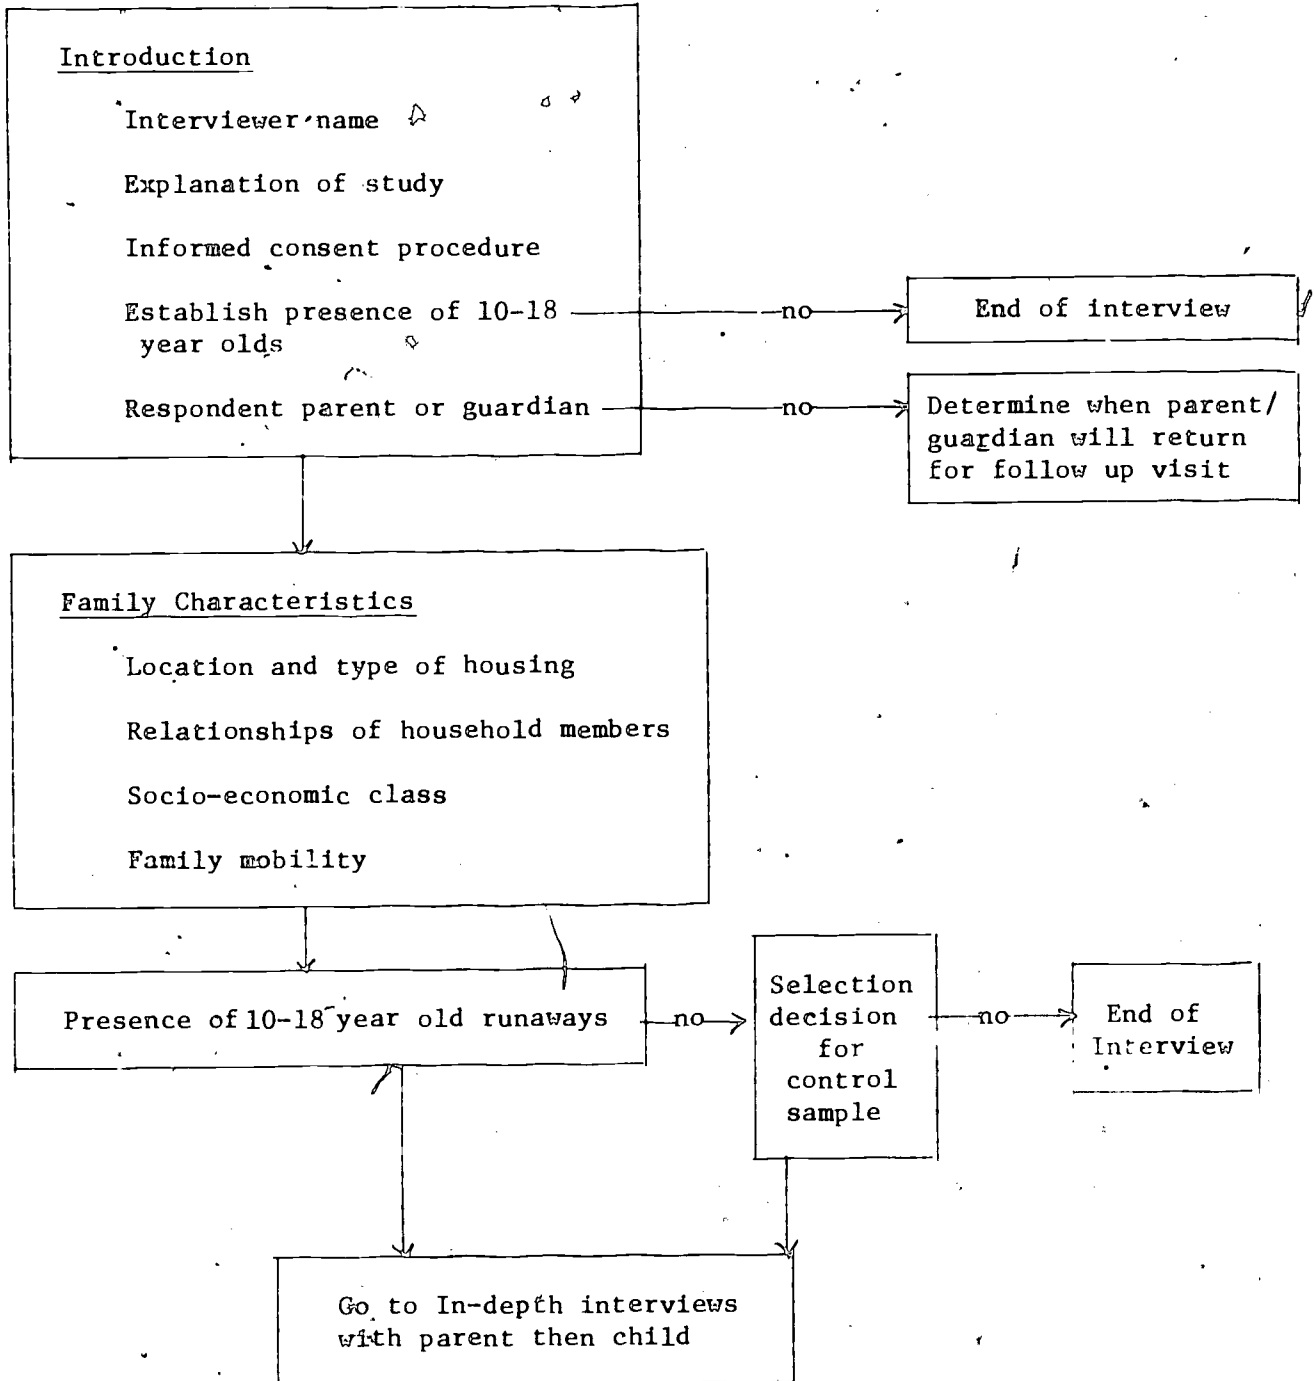 Introduction
Interviewer name
Explanation of study
Informed consent procedure
Establish presence of 10-18
year olds
no
End of interview
Respondent parent or guardian
no
Determine when parent/
guardian will return
for follow up visit
Family Characteristics
Location and type of housing
Relationships of household members
Socio-economic class
Family mobility
Presence of 10-18 year old runaways
no
Selection
decision
for
control
sample
no
End of
Interview
Go to In-depth interviews
with parent then child